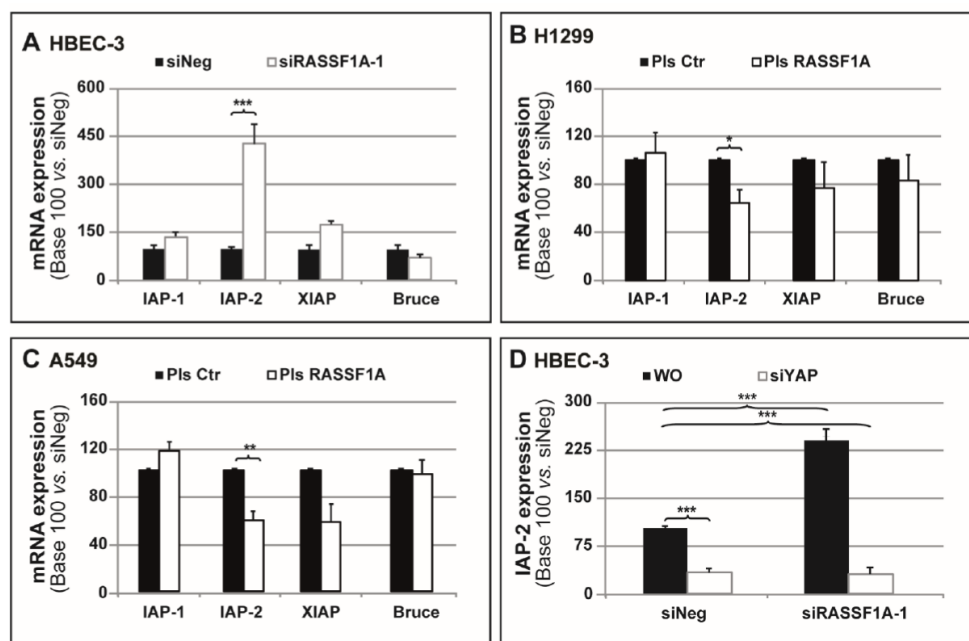 A HBEC-3
siNeg siRASSF1A-1
mRNA expression
(Base 100 vs. siNeg)
600
450
300
150
0
***
IAP-1 IAP-2 XIAP Bruce
B H1299
Pls Ctr Pls RASSF1A
mRNA expression
(Base 100 vs. siNeg)
160
120
80
40
0
*
IAP-1 IAP-2 XIAP Bruce
C A549
Pls Ctr Pls RASSF1A
mRNA expression
(Base 100 vs. siNeg)
160
120
80
40
0
**
IAP-1 IAP-2 XIAP Bruce
D HBEC-3
WO siYAP
IAP-2 expression
(Base 100 vs. siNeg)
300
225
150
75
0
***
***
***
siNeg siRASSF1A-1